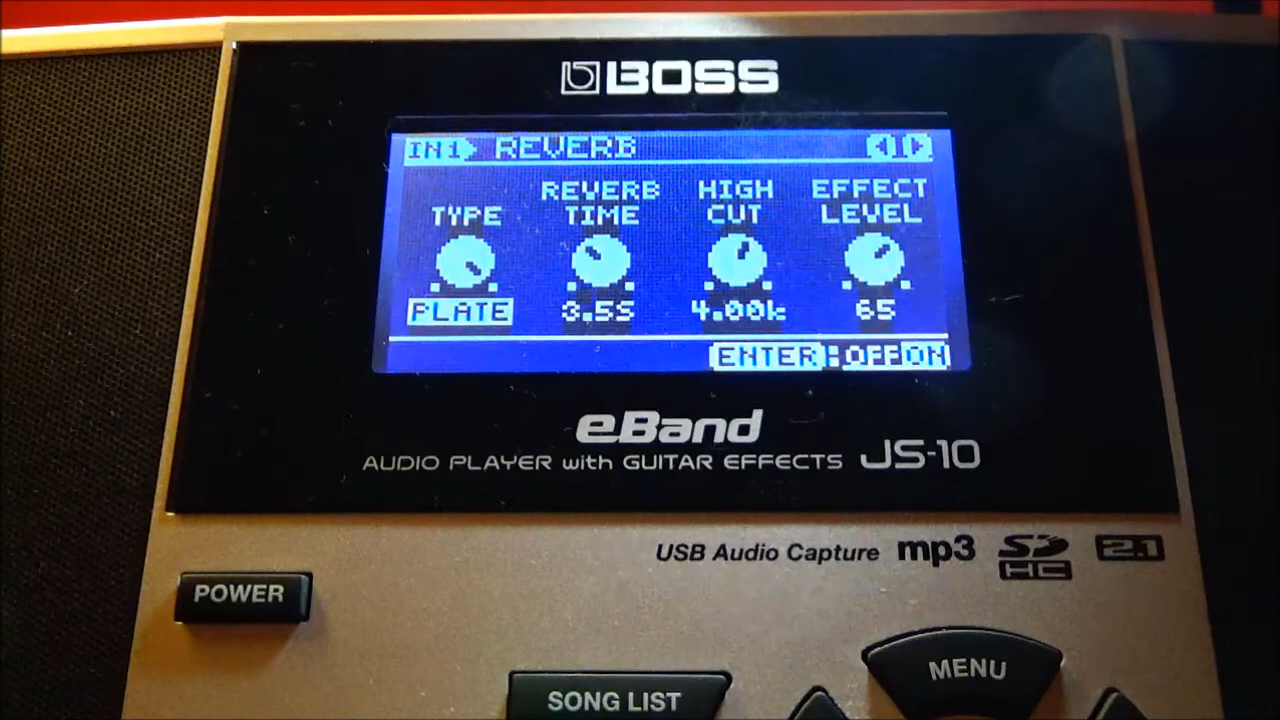 BOSS
IN1 REVERB
TYPE
REVERB TIME
HIGH CUT
EFFECT LEVEL
PLATE 3.5S 4.00k 65
ENTER:OFF ON
eBand
AUDIO PLAYER with GUITAR EFFECTS JS-10
USB Audio Capture mp3 SD HC 2.1
POWER
MENU
SONG LIST